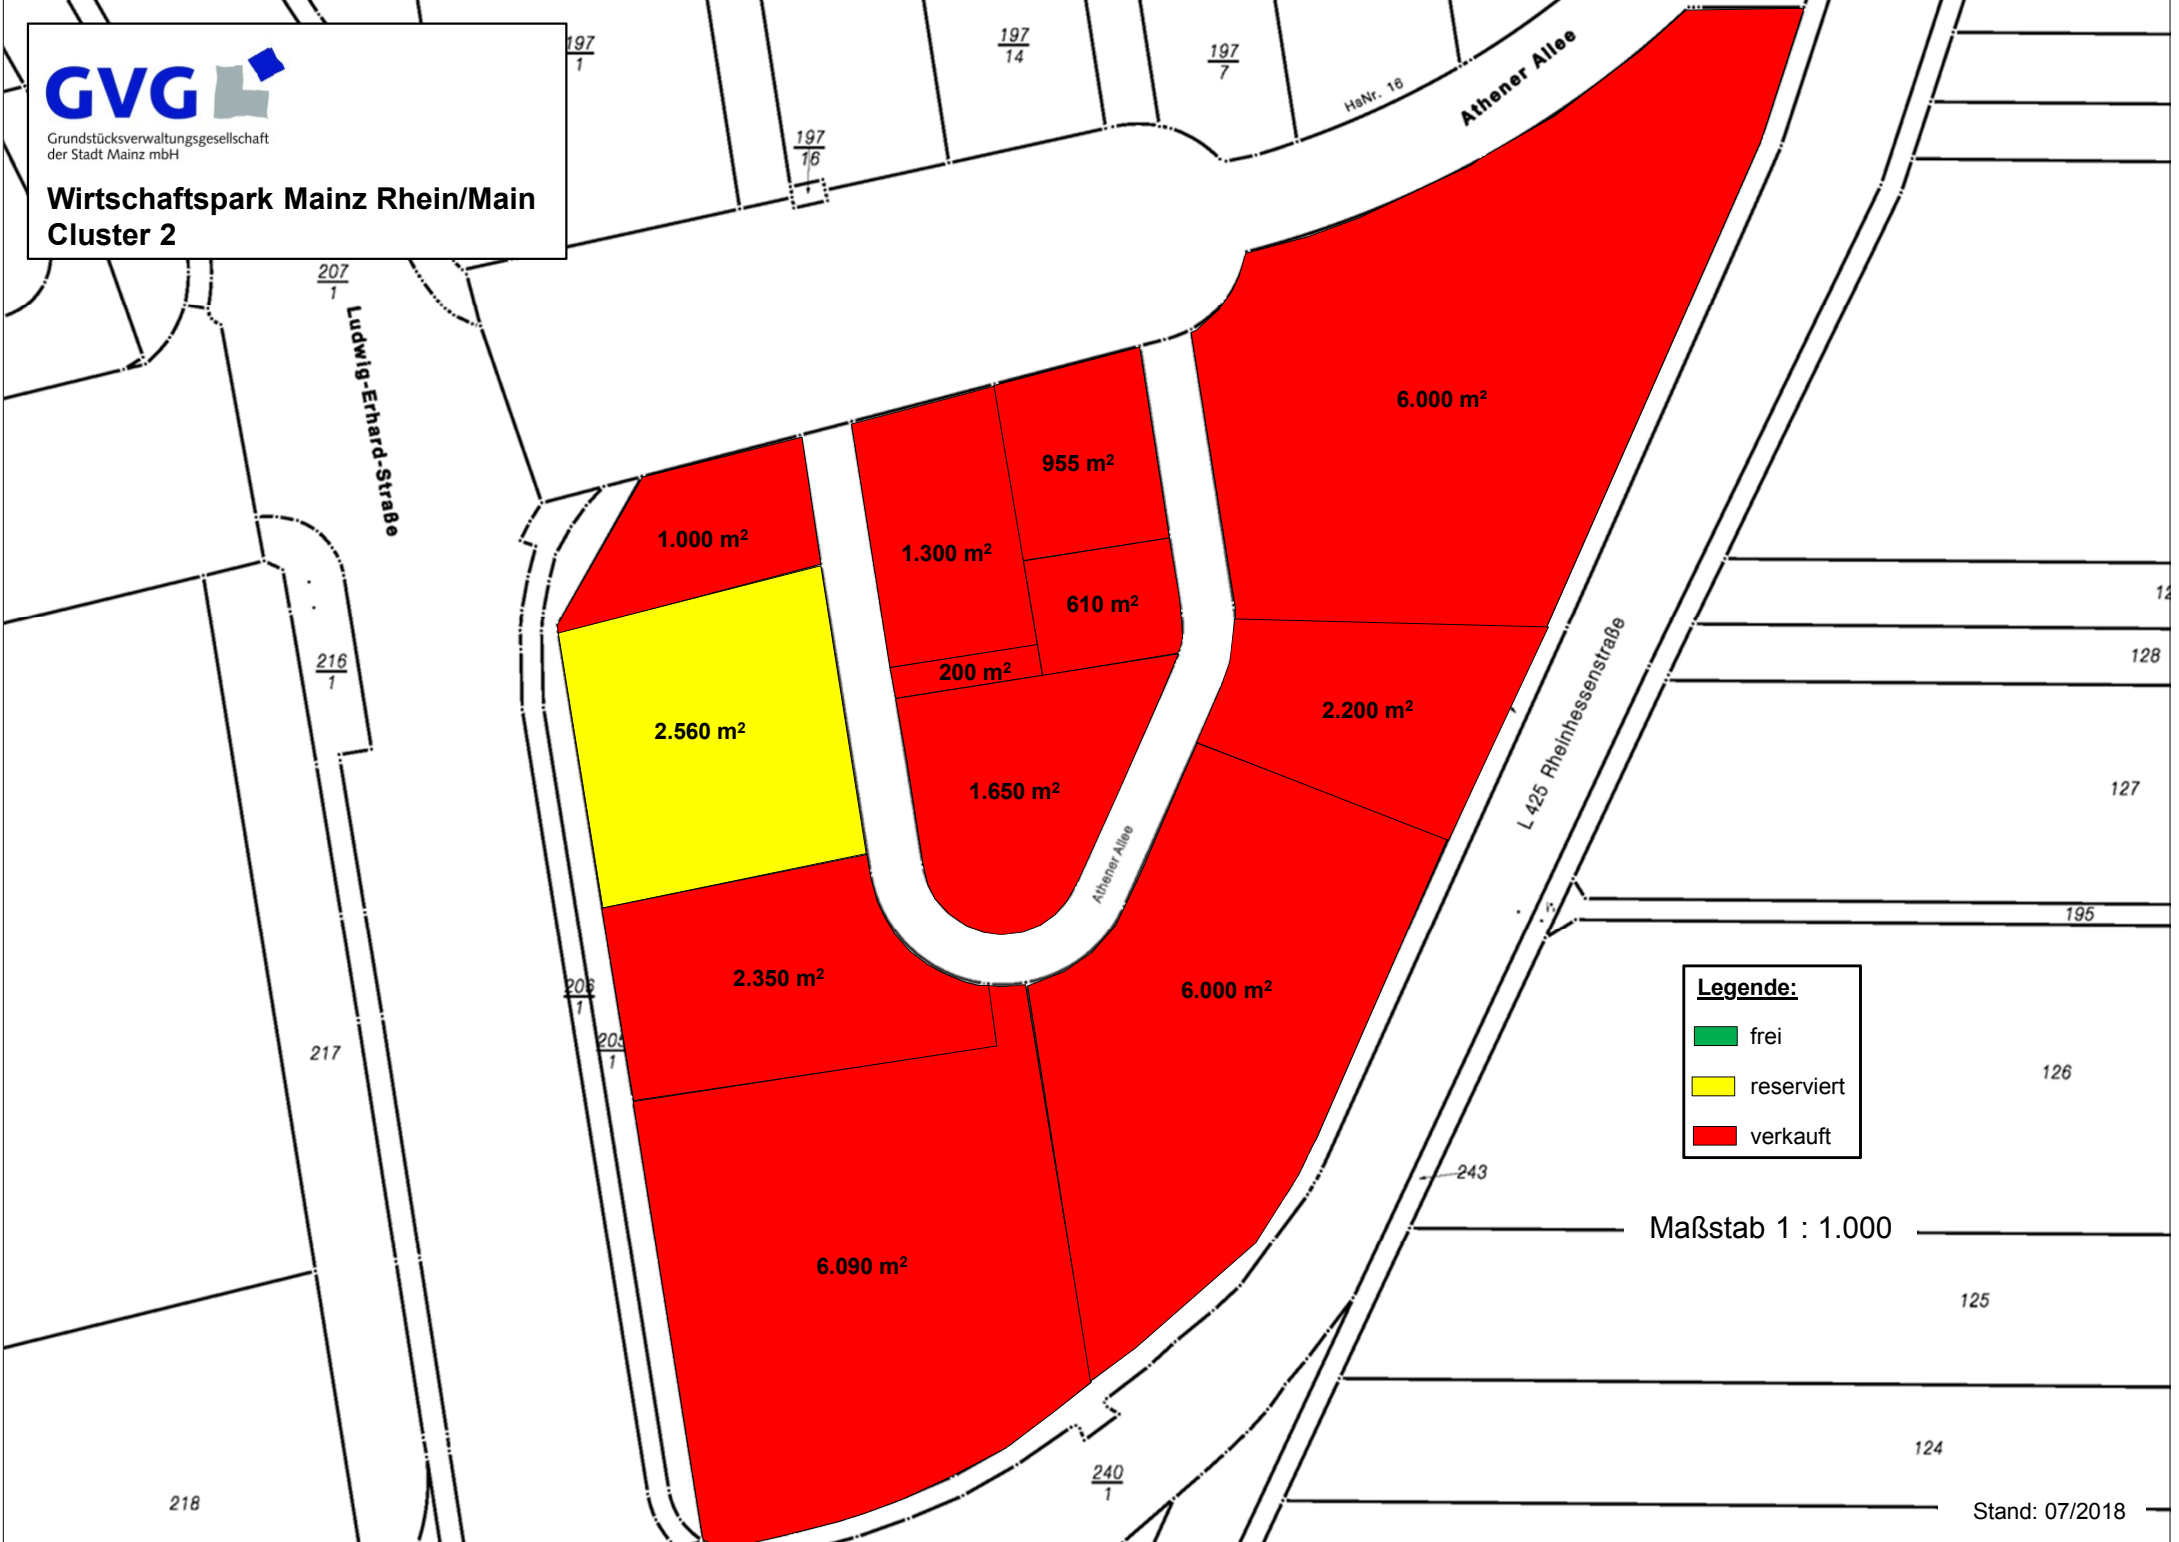 GVG
Grundstücksverwaltungsgesellschaft
der Stadt Mainz mbH
Wirtschaftspark Mainz Rhein/Main
Cluster 2
197
1
197
14
197
7
197
16
HsNr. 16
Athener Allee
207
1
Ludwig-Erhard-Straße
6.000 m²
955 m²
1.000 m²
1.300 m²
610 m²
216
1
200 m²
2.560 m²
2.200 m²
1.650 m²
L 425 Rheinhessenstraße
128
127
Athener Allee
195
2.350 m²
6.000 m²
206
1
205
1
217
Legende:
frei
reserviert
verkauft
126
243
Maßstab 1 : 1.000
6.090 m²
125
124
240
1
218
Stand: 07/2018